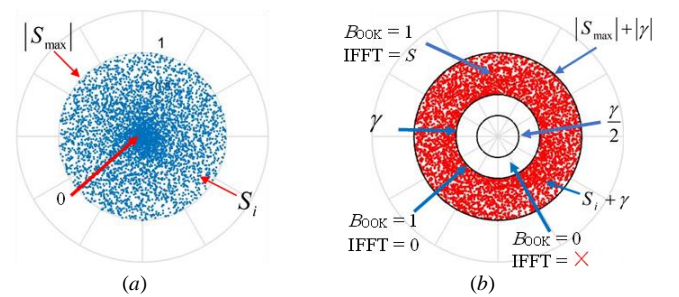 |S_max|
1
0
S_i
(a)
B_OOK = 1
IFFT = S
|S_max|+|γ|
γ
γ/2
S_i + γ
B_OOK = 1
IFFT = 0
B_OOK = 0
IFFT = ×
(b)